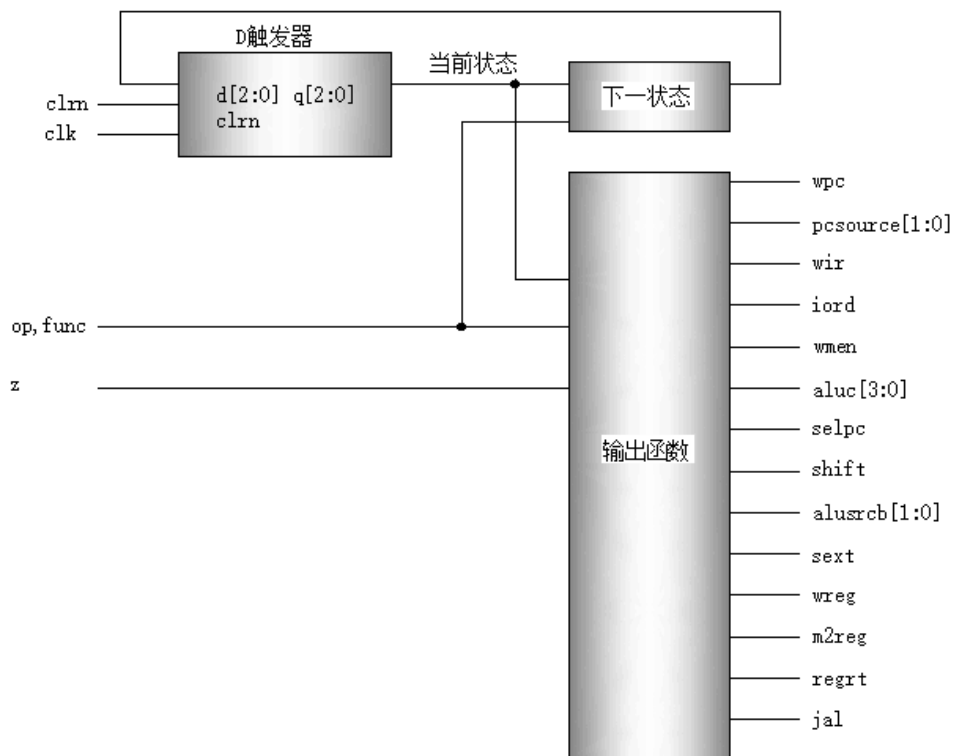 D触发器
当前状态
d[2:0] q[2:0]
clrn
clrn
clk
下一状态
op,func
z
输出函数
wpc
pcsource[1:0]
wir
iord
wmen
aluc[3:0]
selpc
shift
alusrcb[1:0]
sext
wreg
m2reg
regrt
jal